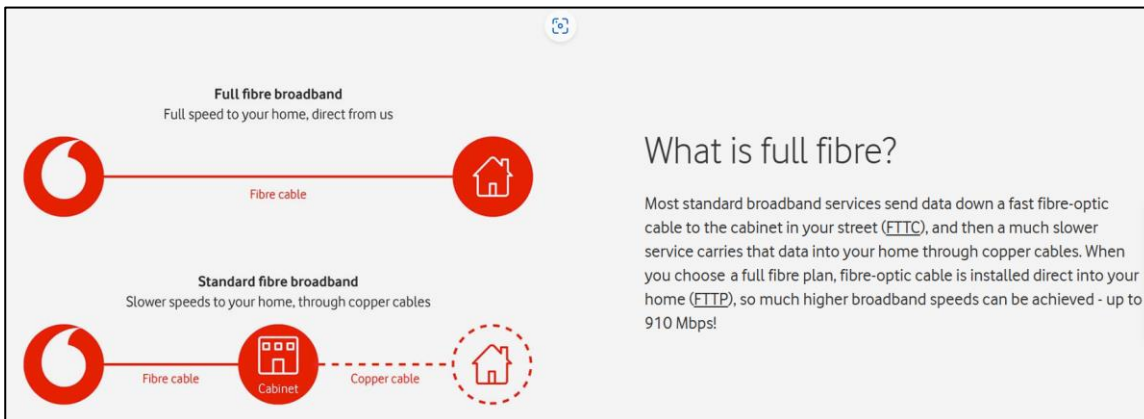 Full fibre broadband
Full speed to your home, direct from us
Fibre cable
Standard fibre broadband
Slower speeds to your home, through copper cables
Fibre cable
Cabinet
Copper cable
What is full fibre?
Most standard broadband services send data down a fast fibre-optic
cable to the cabinet in your street (FTTC), and then a much slower
service carries that data into your home through copper cables. When
you choose a full fibre plan, fibre-optic cable is installed direct into your
home (FTTP), so much higher broadband speeds can be achieved - up to
910 Mbps!